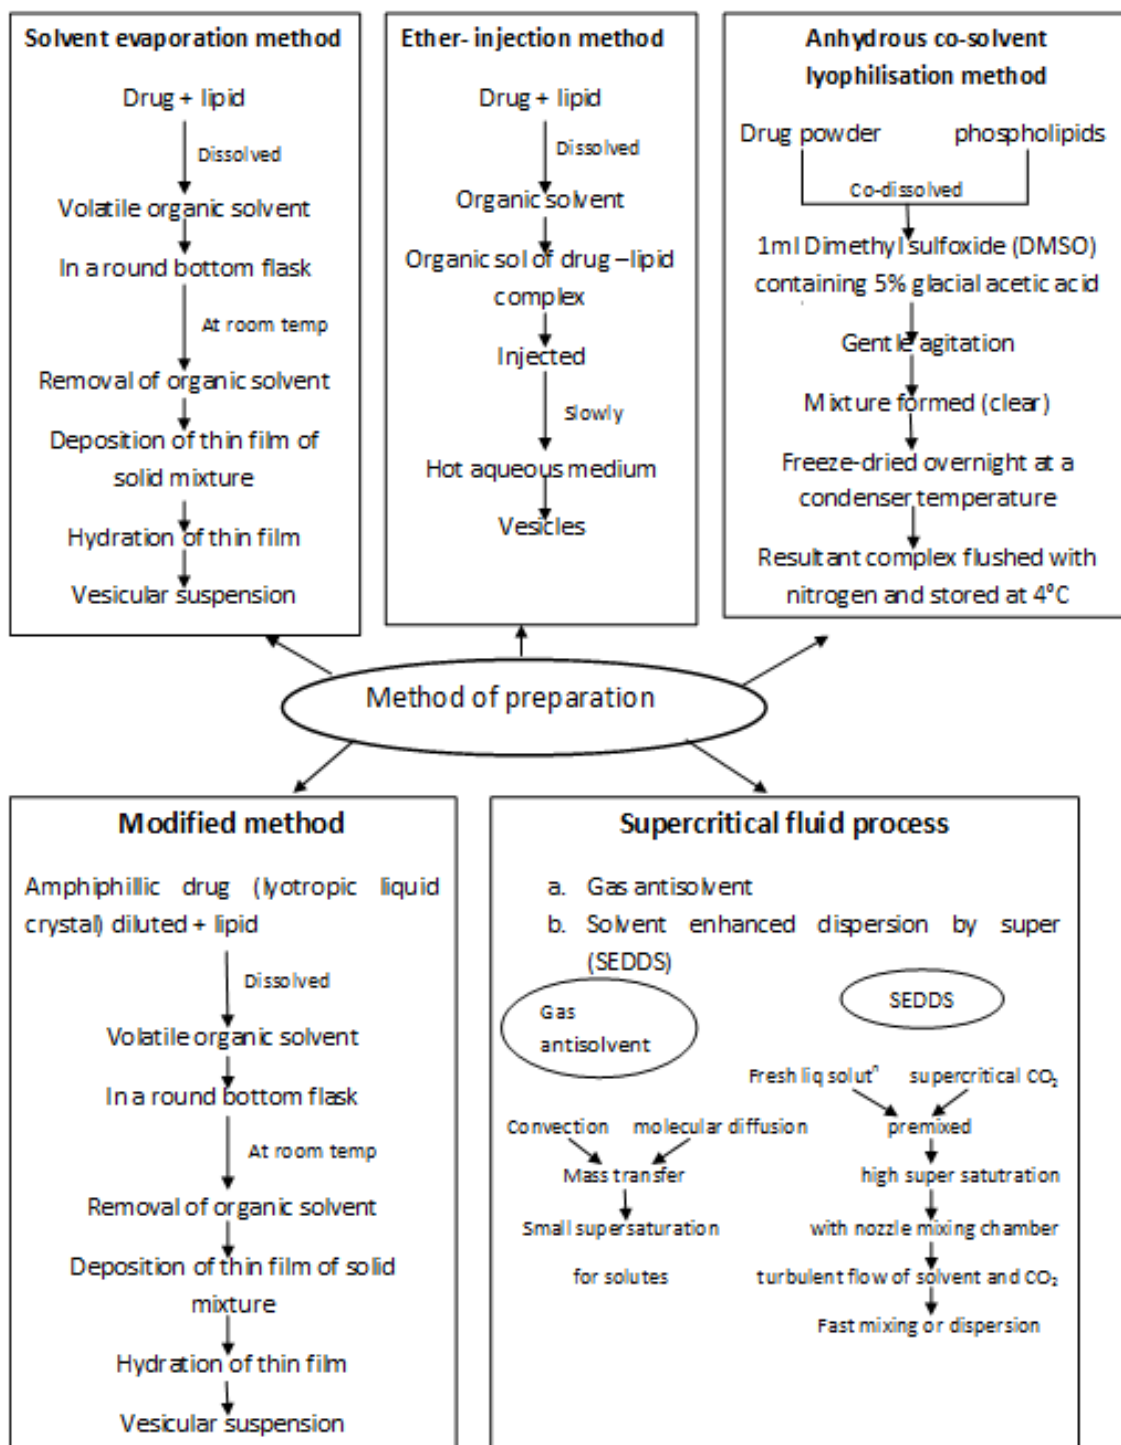 Solvent evaporation method
Drug + lipid
Dissolved
Volatile organic solvent
In a round bottom flask
At room temp
Removal of organic solvent
Deposition of thin film of
solid mixture
Hydration of thin film
Vesicular suspension
Ether- injection method
Drug + lipid
Dissolved
Organic solvent
Organic sol of drug –lipid
complex
Injected
Slowly
Hot aqueous medium
Vesicles
Anhydrous co-solvent
lyophilisation method
Drug powder phospholipids
Co-dissolved
1ml Dimethyl sulfoxide (DMSO)
containing 5% glacial acetic acid
Gentle agitation
Mixture formed (clear)
Freeze-dried overnight at a
condenser temperature
Resultant complex flushed with
nitrogen and stored at 4°C
Method of preparation
Modified method
Amphiphillic drug (lyotropic liquid
crystal) diluted + lipid
Dissolved
Volatile organic solvent
In a round bottom flask
At room temp
Removal of organic solvent
Deposition of thin film of solid
mixture
Hydration of thin film
Vesicular suspension
Supercritical fluid process
a. Gas antisolvent
b. Solvent enhanced dispersion by super
(SEDDS)
Gas
antisolvent
Convection molecular diffusion
Mass transfer
Small supersaturation
for solutes
SEDDS
Fresh liq solutⁿ supercritical CO₂
premixed
high super satutration
with nozzle mixing chamber
turbulent flow of solvent and CO₂
Fast mixing or dispersion